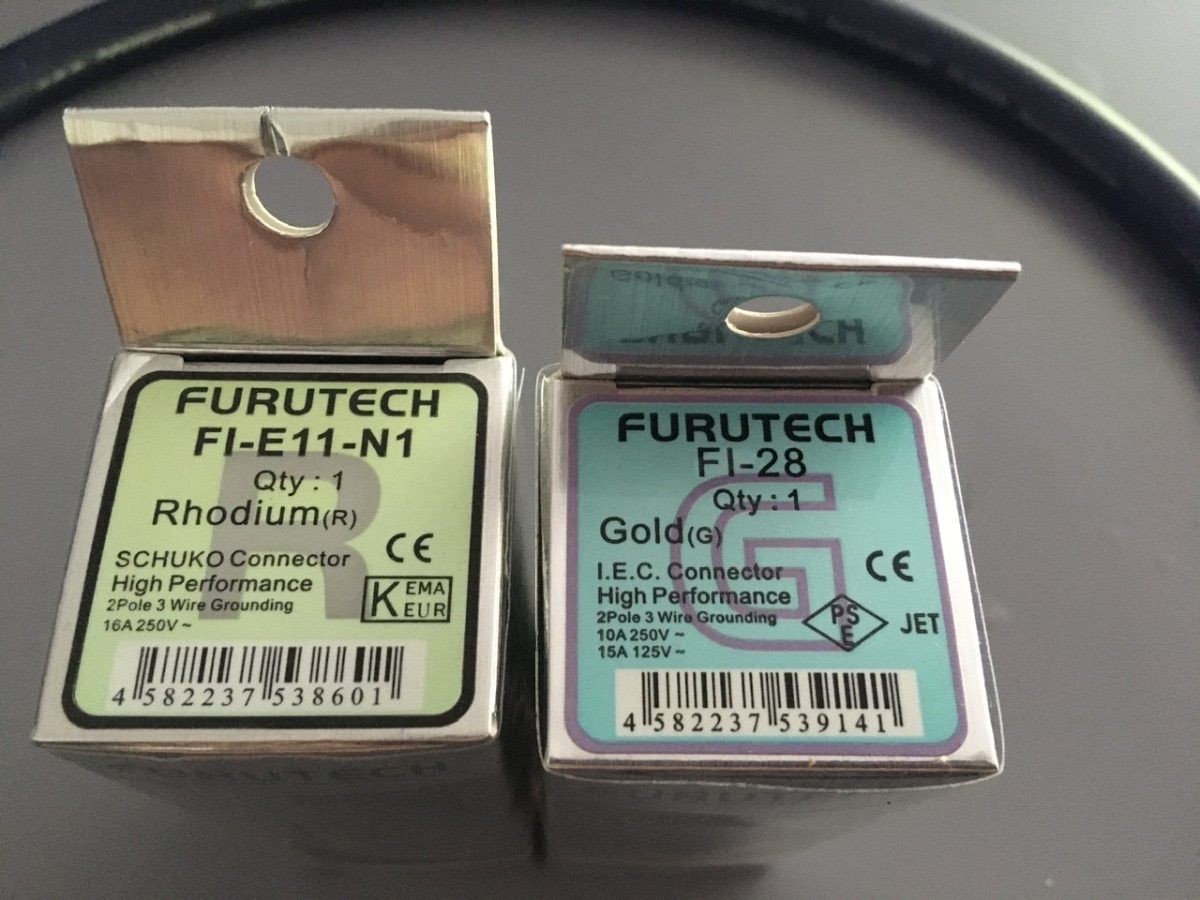 FURUTECH
FI-E11-N1
Qty : 1
Rhodium(R)
R
SCHUKO Connector
High Performance
2Pole 3 Wire Grounding
16A 250V ~
CE
KEMA
KEUR
4 582237 538601
FURUTECH
FI-28
Qty : 1
Gold(G)
G
I.E.C. Connector
High Performance
2Pole 3 Wire Grounding
10A 250V ~
15A 125V ~
CE
PS
E
JET
4 582237 539141